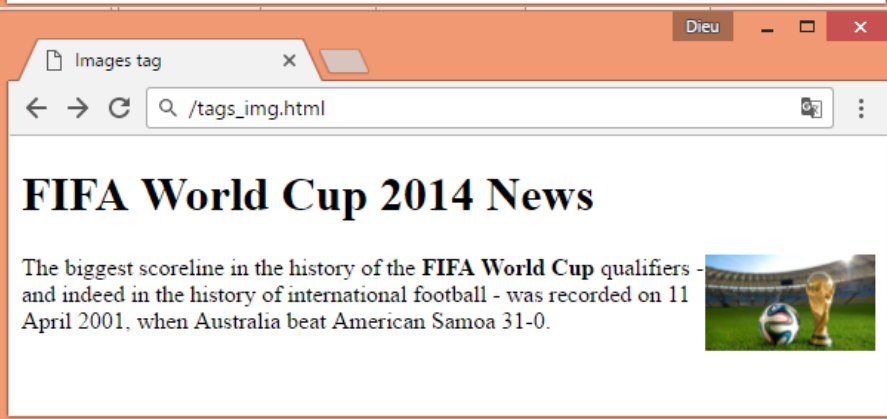 Dieu
Images tag
/tags_img.html
FIFA World Cup 2014 News
The biggest scoreline in the history of the FIFA World Cup qualifiers -
and indeed in the history of international football - was recorded on 11
April 2001, when Australia beat American Samoa 31-0.